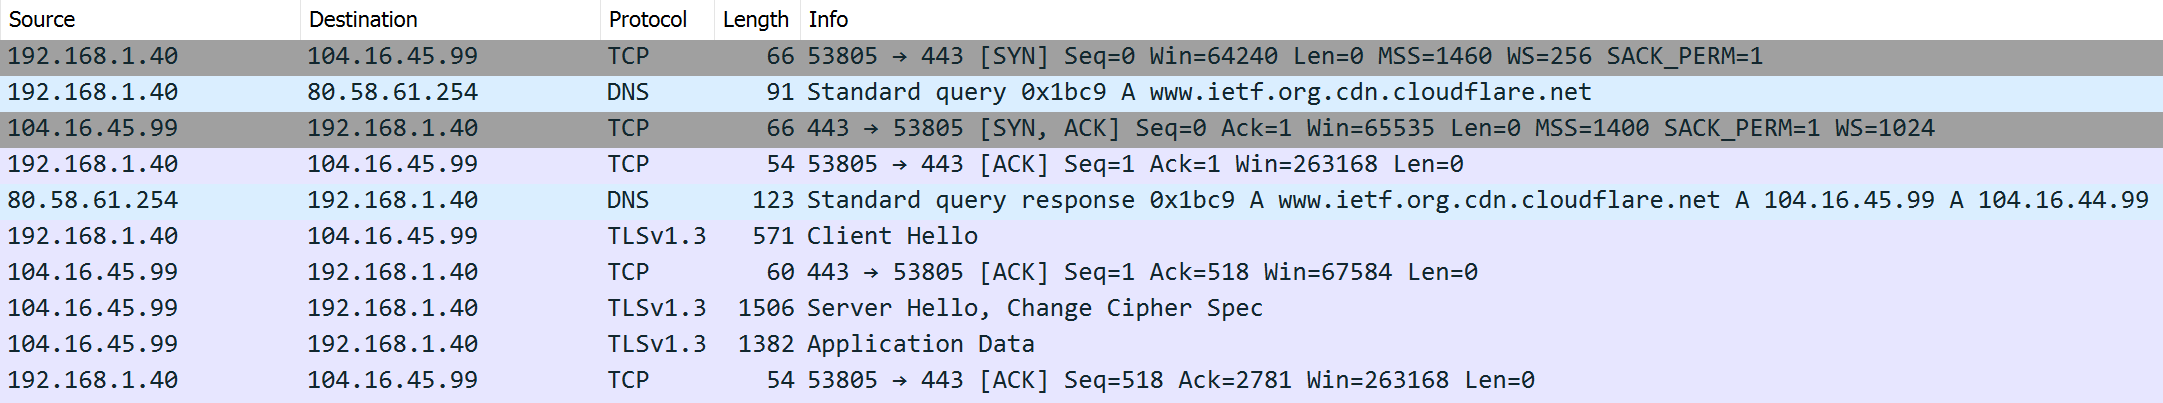 Source Destination Protocol Length Info
192.168.1.40 104.16.45.99 TCP 66 53805 → 443 [SYN] Seq=0 Win=64240 Len=0 MSS=1460 WS=256 SACK_PERM=1
192.168.1.40 80.58.61.254 DNS 91 Standard query 0x1bc9 A www.ietf.org.cdn.cloudflare.net
104.16.45.99 192.168.1.40 TCP 66 443 → 53805 [SYN, ACK] Seq=0 Ack=1 Win=65535 Len=0 MSS=1400 SACK_PERM=1 WS=1024
192.168.1.40 104.16.45.99 TCP 54 53805 → 443 [ACK] Seq=1 Ack=1 Win=263168 Len=0
80.58.61.254 192.168.1.40 DNS 123 Standard query response 0x1bc9 A www.ietf.org.cdn.cloudflare.net A 104.16.45.99 A 104.16.44.99
192.168.1.40 104.16.45.99 TLSv1.3 571 Client Hello
104.16.45.99 192.168.1.40 TCP 60 443 → 53805 [ACK] Seq=1 Ack=518 Win=67584 Len=0
104.16.45.99 192.168.1.40 TLSv1.3 1506 Server Hello, Change Cipher Spec
104.16.45.99 192.168.1.40 TLSv1.3 1382 Application Data
192.168.1.40 104.16.45.99 TCP 54 53805 → 443 [ACK] Seq=518 Ack=2781 Win=263168 Len=0